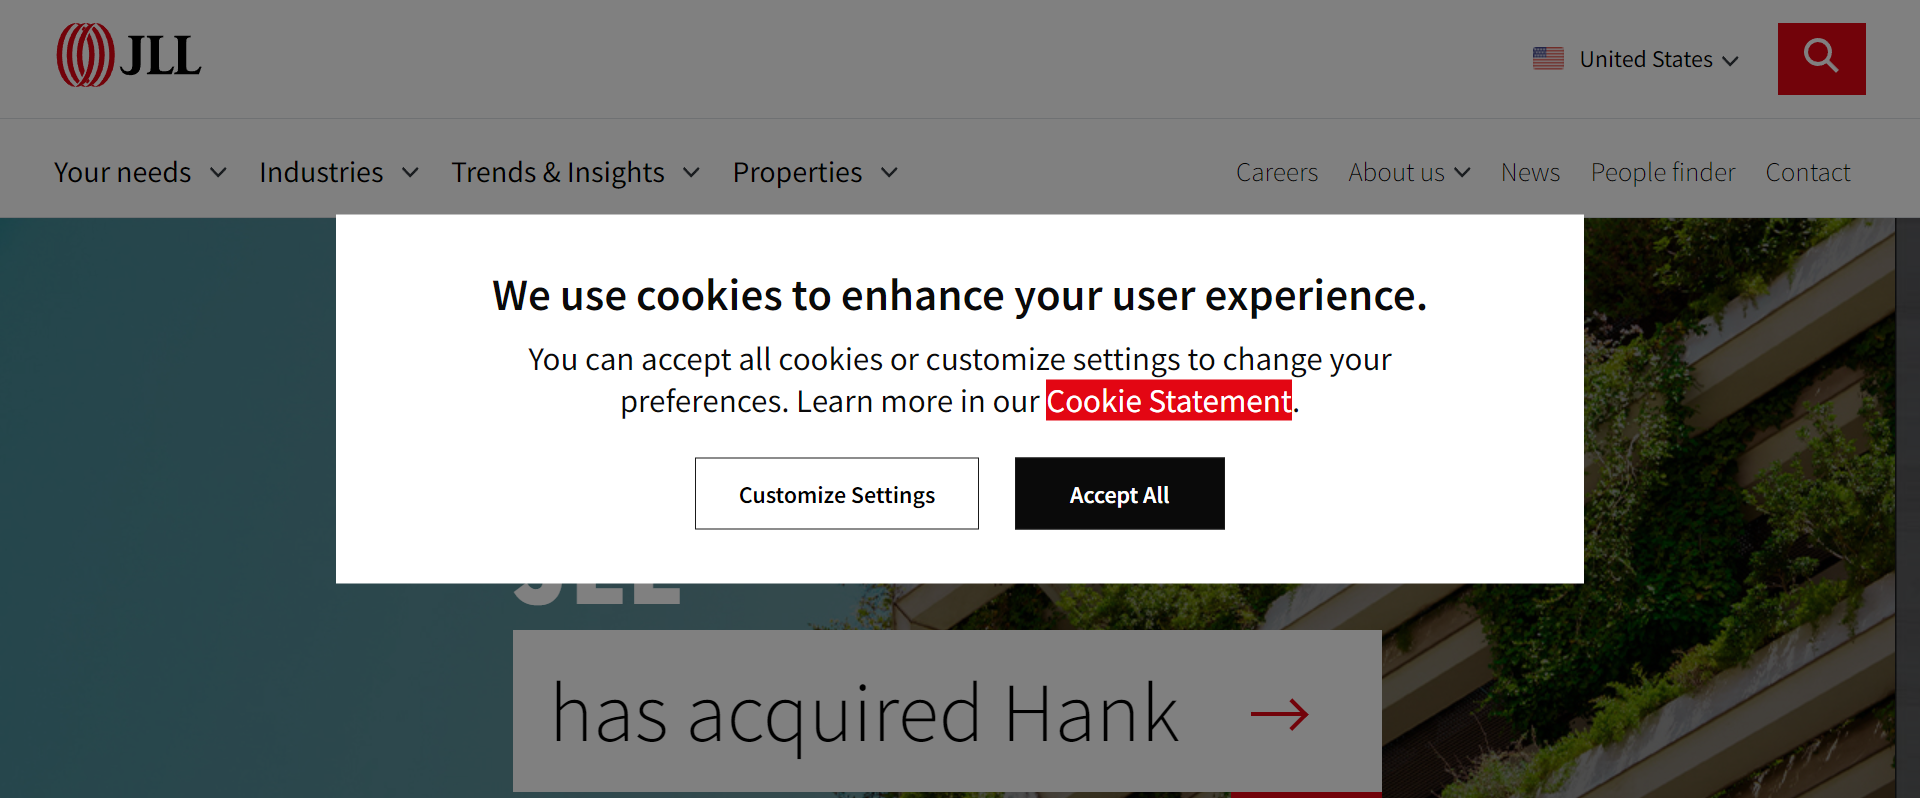 JLL
United States
Your needs
Industries
Trends & Insights
Properties
Careers
About us
News
People finder
Contact
We use cookies to enhance your user experience.
You can accept all cookies or customize settings to change your
preferences. Learn more in our Cookie Statement.
Customize Settings
Accept All
JLL
has acquired Hank